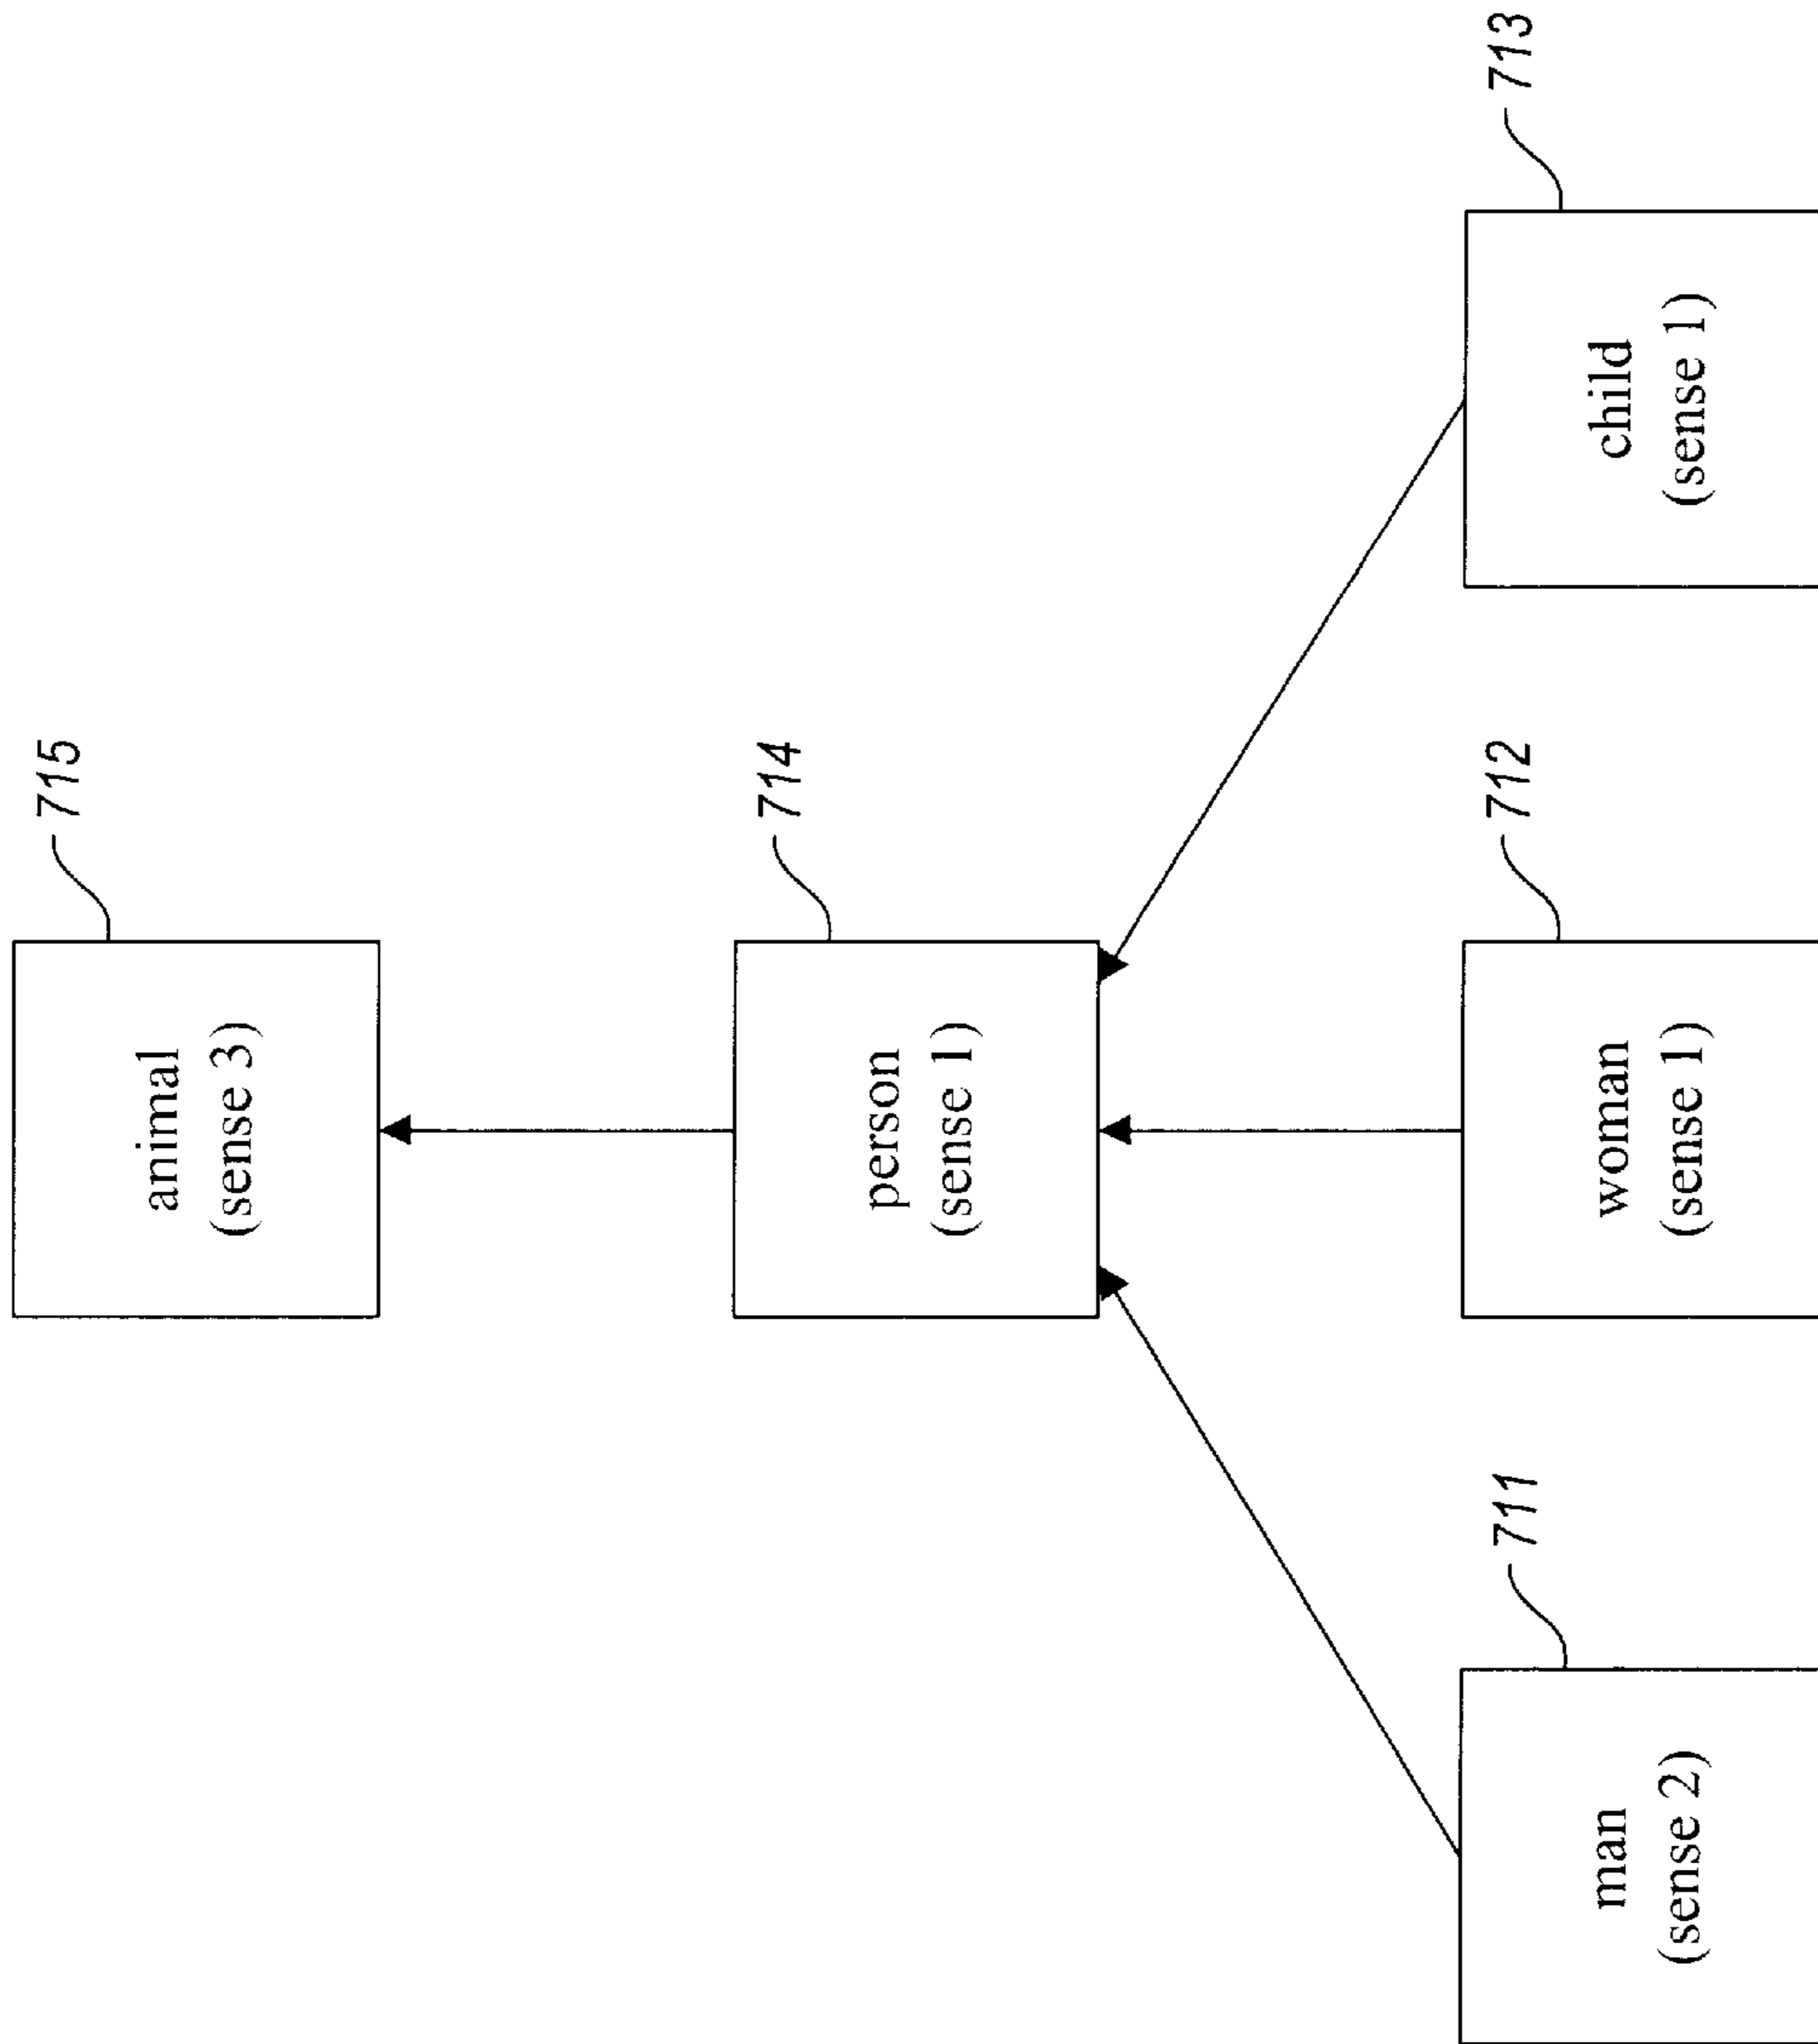 animal
(sense 3)
715
person
(sense 1)
714
man
(sense 2)
711
woman
(sense 1)
712
child
(sense 1)
713